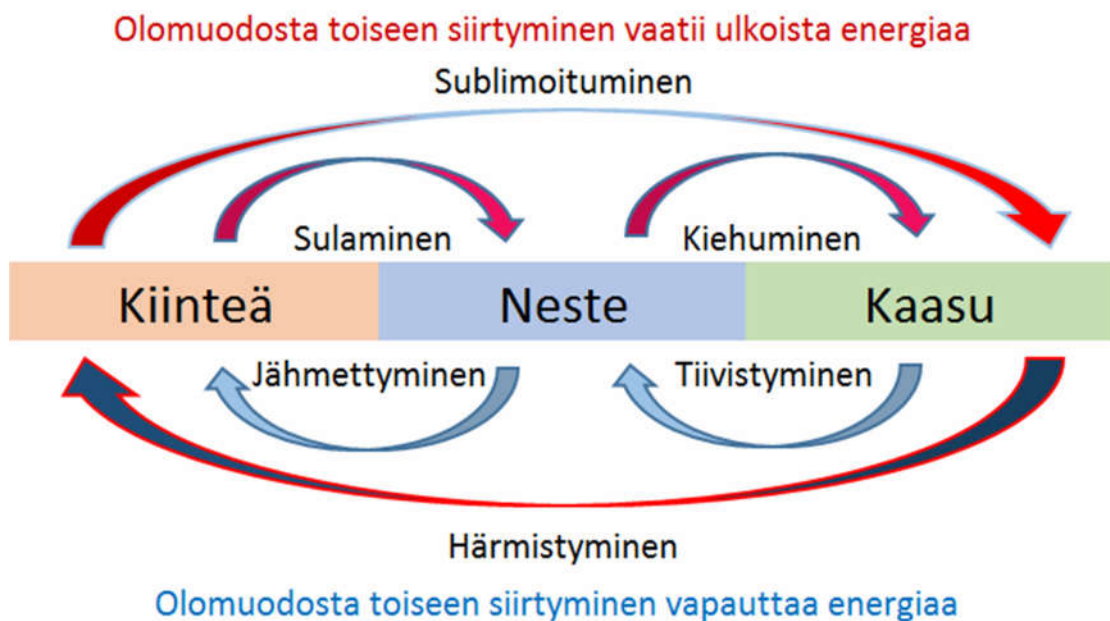 Olomuodosta toiseen siirtyminen vaatii ulkoista energiaa
Sublimoituminen
Sulaminen
Kiehuminen
Kiinteä
Neste
Kaasu
Jähmettyminen
Tiivistyminen
Härmistyminen
Olomuodosta toiseen siirtyminen vapauttaa energiaa